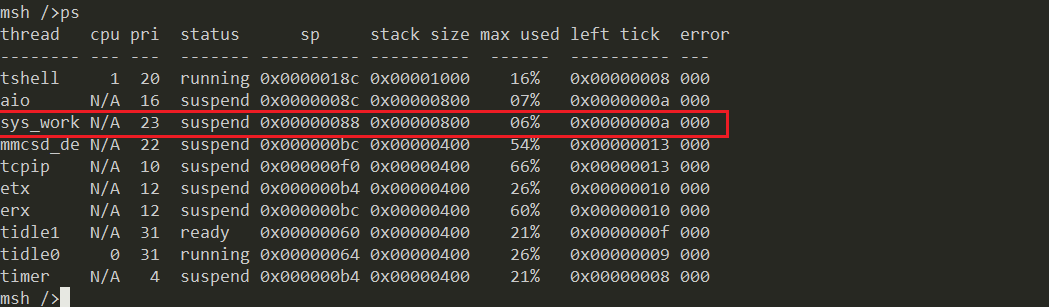 msh />ps
thread   cpu pri  status      sp     stack size max used left tick  error
-------- --- ---  ------- ---------- ----------  ------  ---------- ---
tshell     1  20  running 0x0000018c 0x00001000    16%   0x00000008 000
aio      N/A  16  suspend 0x0000008c 0x00000800    07%   0x0000000a 000
sys_work N/A  23  suspend 0x00000088 0x00000800    06%   0x0000000a 000
mmcsd_de N/A  22  suspend 0x000000bc 0x00000400    54%   0x00000013 000
tcpip    N/A  10  suspend 0x000000f0 0x00000400    66%   0x00000013 000
etx      N/A  12  suspend 0x000000b4 0x00000400    26%   0x00000010 000
erx      N/A  12  suspend 0x000000bc 0x00000400    60%   0x00000010 000
tidle1   N/A  31  ready   0x00000060 0x00000400    21%   0x0000000f 000
tidle0     0  31  running 0x00000064 0x00000400    26%   0x00000009 000
timer    N/A   4  suspend 0x000000b4 0x00000400    21%   0x00000008 000
msh />